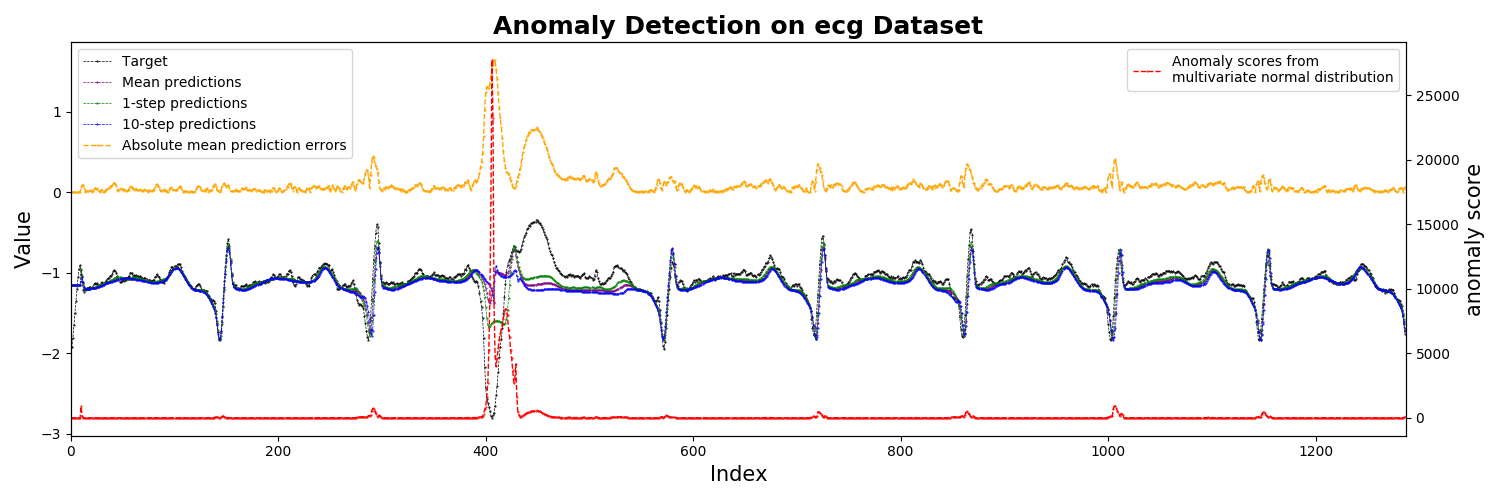 Anomaly Detection on ecg Dataset
Target
Mean predictions
1-step predictions
10-step predictions
Absolute mean prediction errors
Anomaly scores from
multivariate normal distribution
Value
1
0
−1
−2
−3
25000
20000
15000
10000
5000
0
anomaly score
0
200
400
600
800
1000
1200
Index